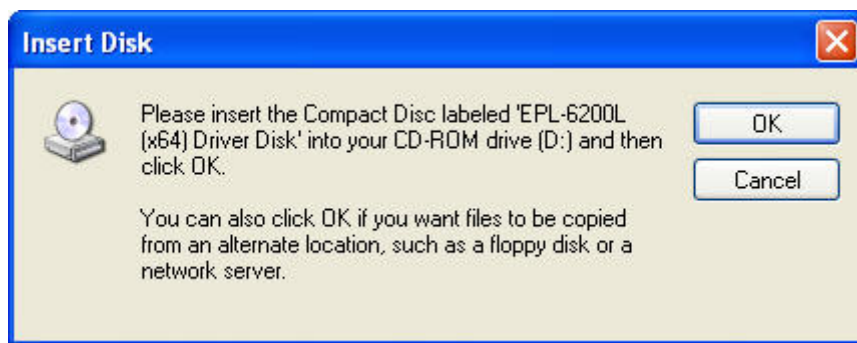 Insert Disk
Please insert the Compact Disc labeled 'EPL-6200L
(x64) Driver Disk' into your CD-ROM drive (D:) and then
click OK.
You can also click OK if you want files to be copied
from an alternate location, such as a floppy disk or a
network server.
OK
Cancel